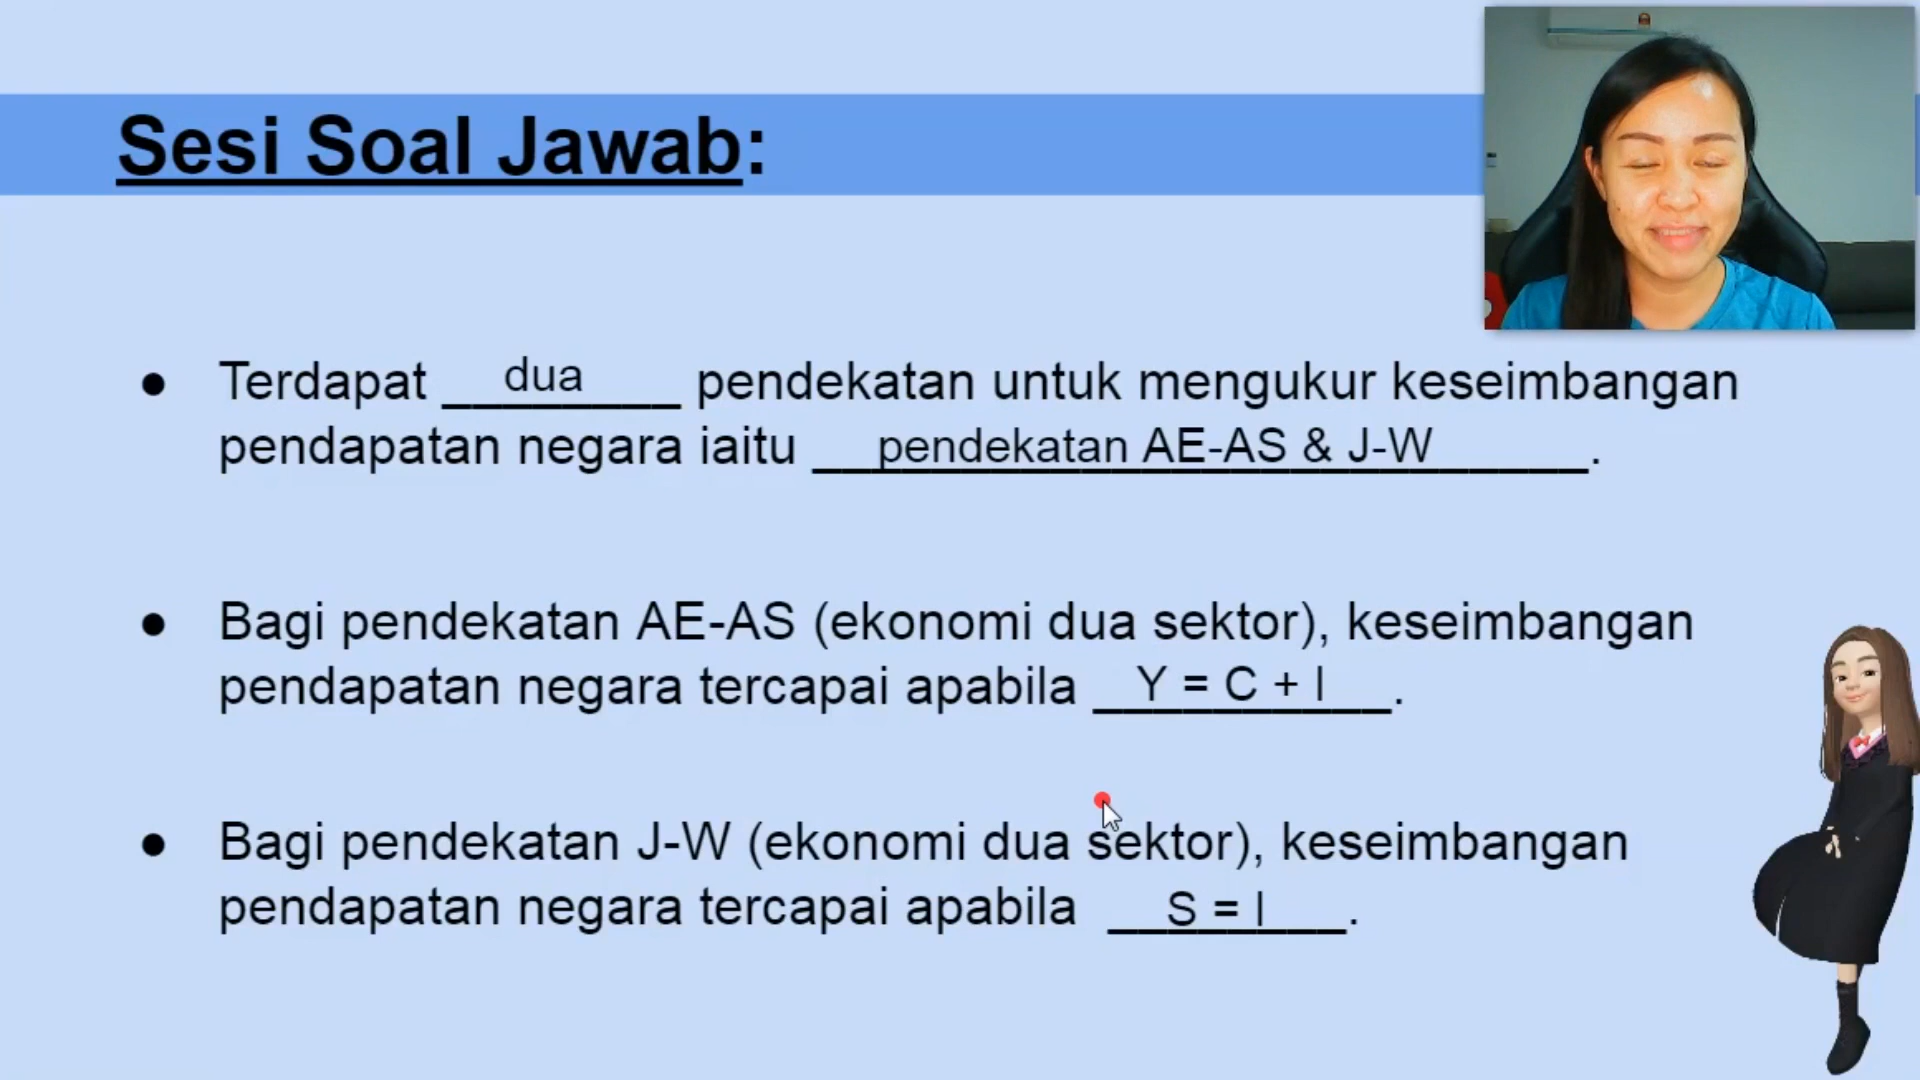 Sesi Soal Jawab:
● Terdapat dua pendekatan untuk mengukur keseimbangan
pendapatan negara iaitu pendekatan AE-AS & J-W.
● Bagi pendekatan AE-AS (ekonomi dua sektor), keseimbangan
pendapatan negara tercapai apabila Y = C + I.
● Bagi pendekatan J-W (ekonomi dua sektor), keseimbangan
pendapatan negara tercapai apabila S = I.